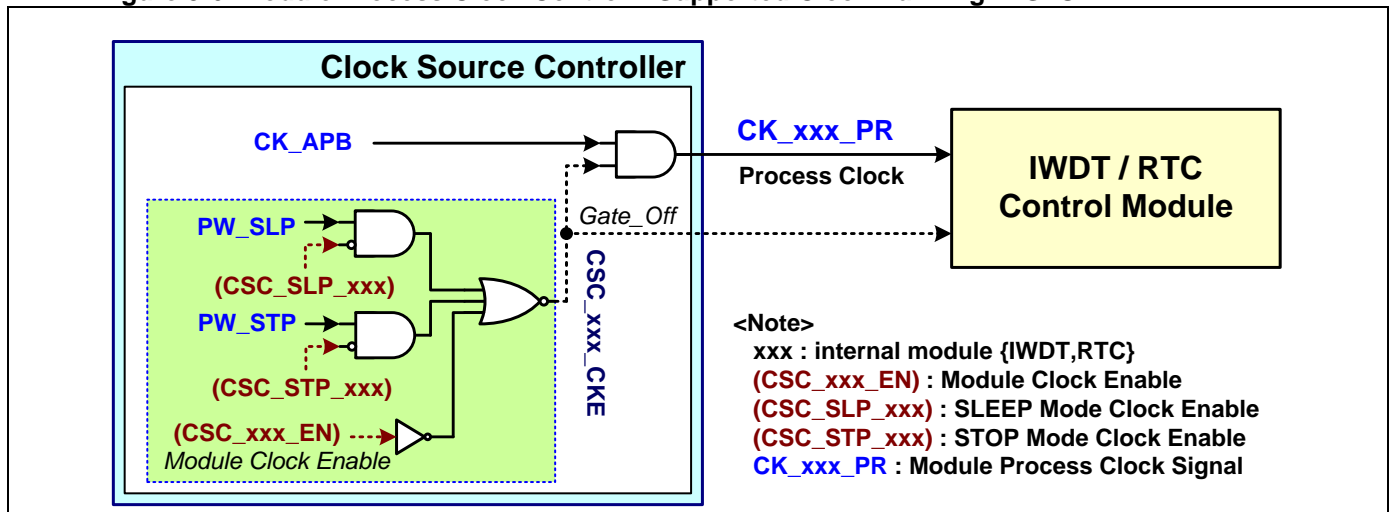 Clock Source Controller
CK_APB
CK_xxx_PR
Process Clock
IWDT / RTC
Control Module
PW_SLP
Gate_Off
(CSC_SLP_xxx)
CSC_xxx_CKE
PW_STP
(CSC_STP_xxx)
(CSC_xxx_EN)
Module Clock Enable
<Note>
xxx : internal module {IWDT,RTC}
(CSC_xxx_EN) : Module Clock Enable
(CSC_SLP_xxx) : SLEEP Mode Clock Enable
(CSC_STP_xxx) : STOP Mode Clock Enable
CK_xxx_PR : Module Process Clock Signal